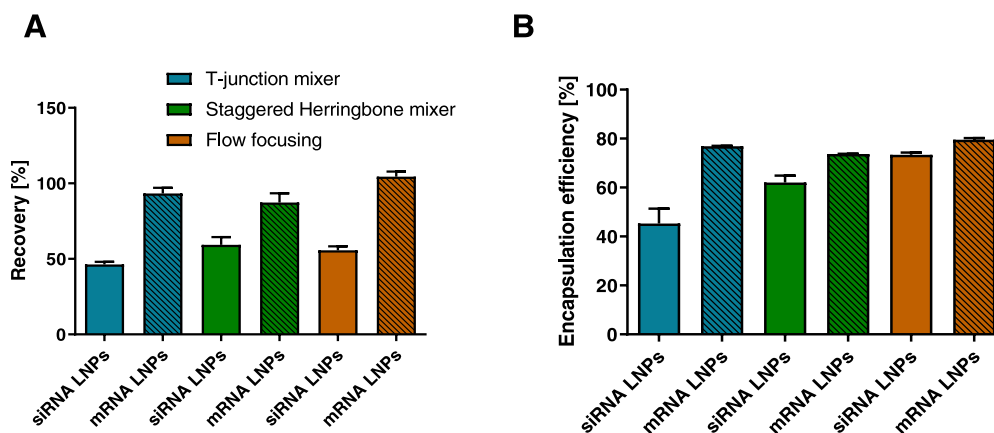 A
T-junction mixer
Staggered Herringbone mixer
Flow focusing
Recovery [%]
150
100
50
0
siRNA LNPs
mRNA LNPs
siRNA LNPs
mRNA LNPs
siRNA LNPs
mRNA LNPs
B
Encapsulation efficiency [%]
100
80
60
40
20
0
siRNA LNPs
mRNA LNPs
siRNA LNPs
mRNA LNPs
siRNA LNPs
mRNA LNPs